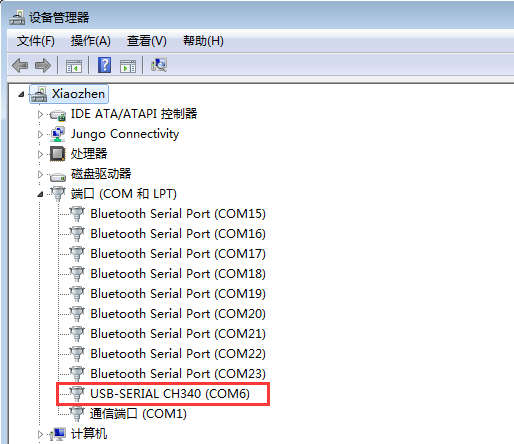 设备管理器
文件(F) 操作(A) 查看(V) 帮助(H)
Xiaozhen
IDE ATA/ATAPI 控制器
Jungo Connectivity
处理器
磁盘驱动器
端口 (COM 和 LPT)
Bluetooth Serial Port (COM15)
Bluetooth Serial Port (COM16)
Bluetooth Serial Port (COM17)
Bluetooth Serial Port (COM18)
Bluetooth Serial Port (COM19)
Bluetooth Serial Port (COM20)
Bluetooth Serial Port (COM21)
Bluetooth Serial Port (COM22)
Bluetooth Serial Port (COM23)
USB-SERIAL CH340 (COM6)
通信端口 (COM1)
计算机